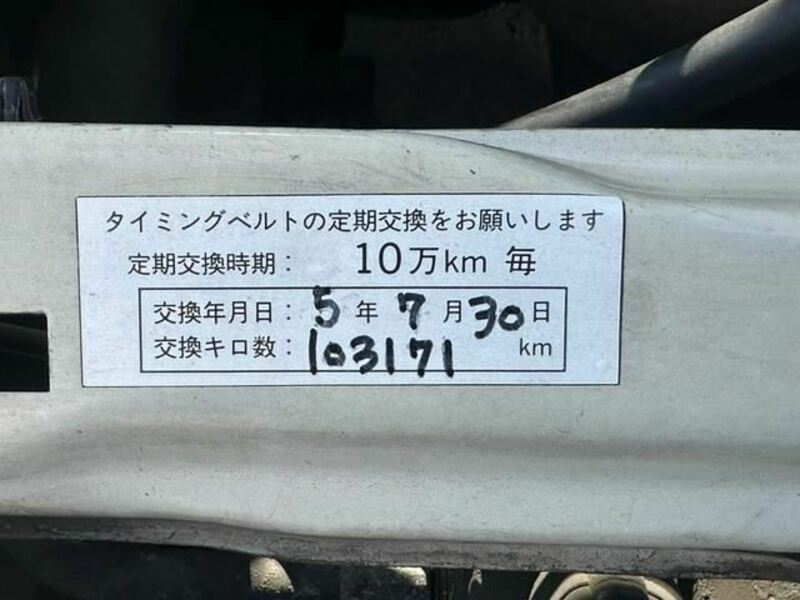 タイミングベルトの定期交換をお願いします
定期交換時期： 10万km 毎
交換年月日： 5 年 7 月 30 日
交換キロ数： 103171 km